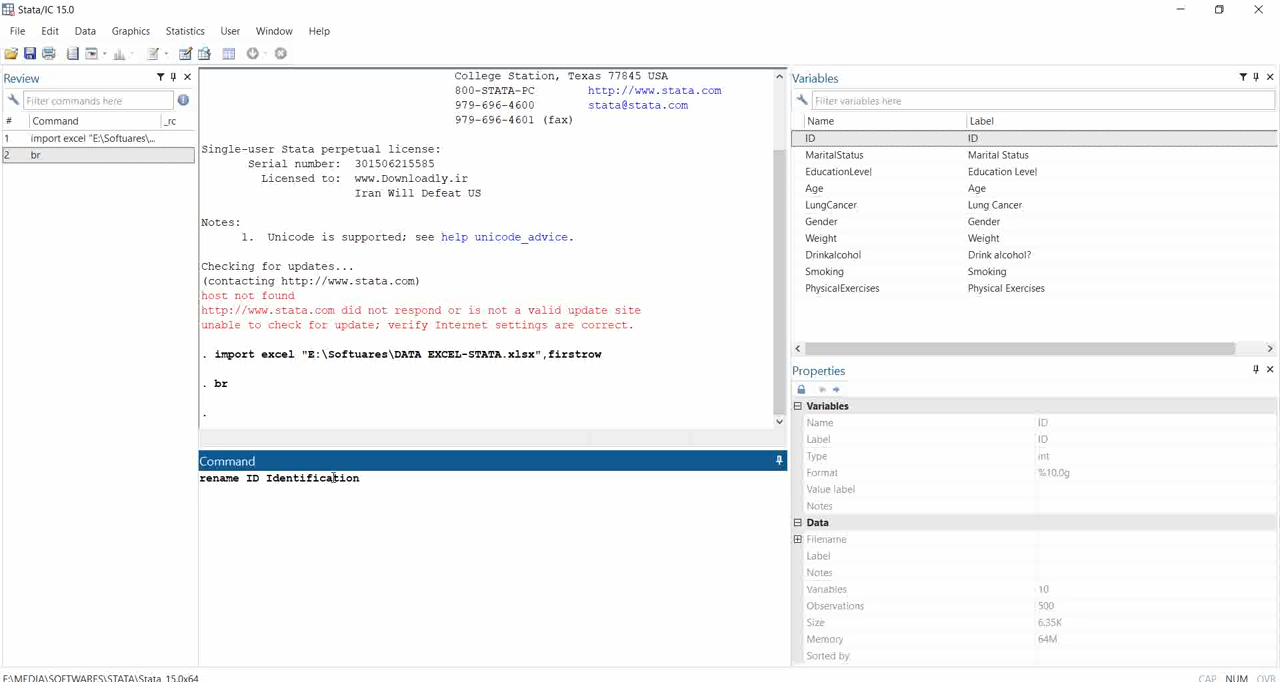 Stata/IC 15.0
File Edit Data Graphics Statistics User Window Help
Review
Filter commands here
# Command _rc
1 import excel "E:\Softuares\...
2 br
College Station, Texas 77845 USA
800-STATA-PC http://www.stata.com
979-696-4600 stata@stata.com
979-696-4601 (fax)
Single-user Stata perpetual license:
Serial number: 301506215585
Licensed to: www.Downloadly.ir
Iran Will Defeat US
Notes:
1. Unicode is supported; see help unicode_advice.
Checking for updates...
(contacting http://www.stata.com)
host not found
http://www.stata.com did not respond or is not a valid update site
unable to check for update; verify Internet settings are correct.
. import excel "E:\Softuares\DATA EXCEL-STATA.xlsx",firstrow
. br
.
Command
rename ID Identification
Variables
Filter variables here
Name Label
ID ID
MaritalStatus Marital Status
EducationLevel Education Level
Age Age
LungCancer Lung Cancer
Gender Gender
Weight Weight
Drinkalcohol Drink alcohol?
Smoking Smoking
PhysicalExercises Physical Exercises
Properties
Variables
Name ID
Label ID
Type int
Format %10.0g
Value label
Notes
Data
Filename
Label
Notes
Variables 10
Observations 500
Size 6.35K
Memory 64M
Sorted by
E:\MEDIA\SOFTWARES\STATA\Stata_15.0x64
CAP NUM OVR